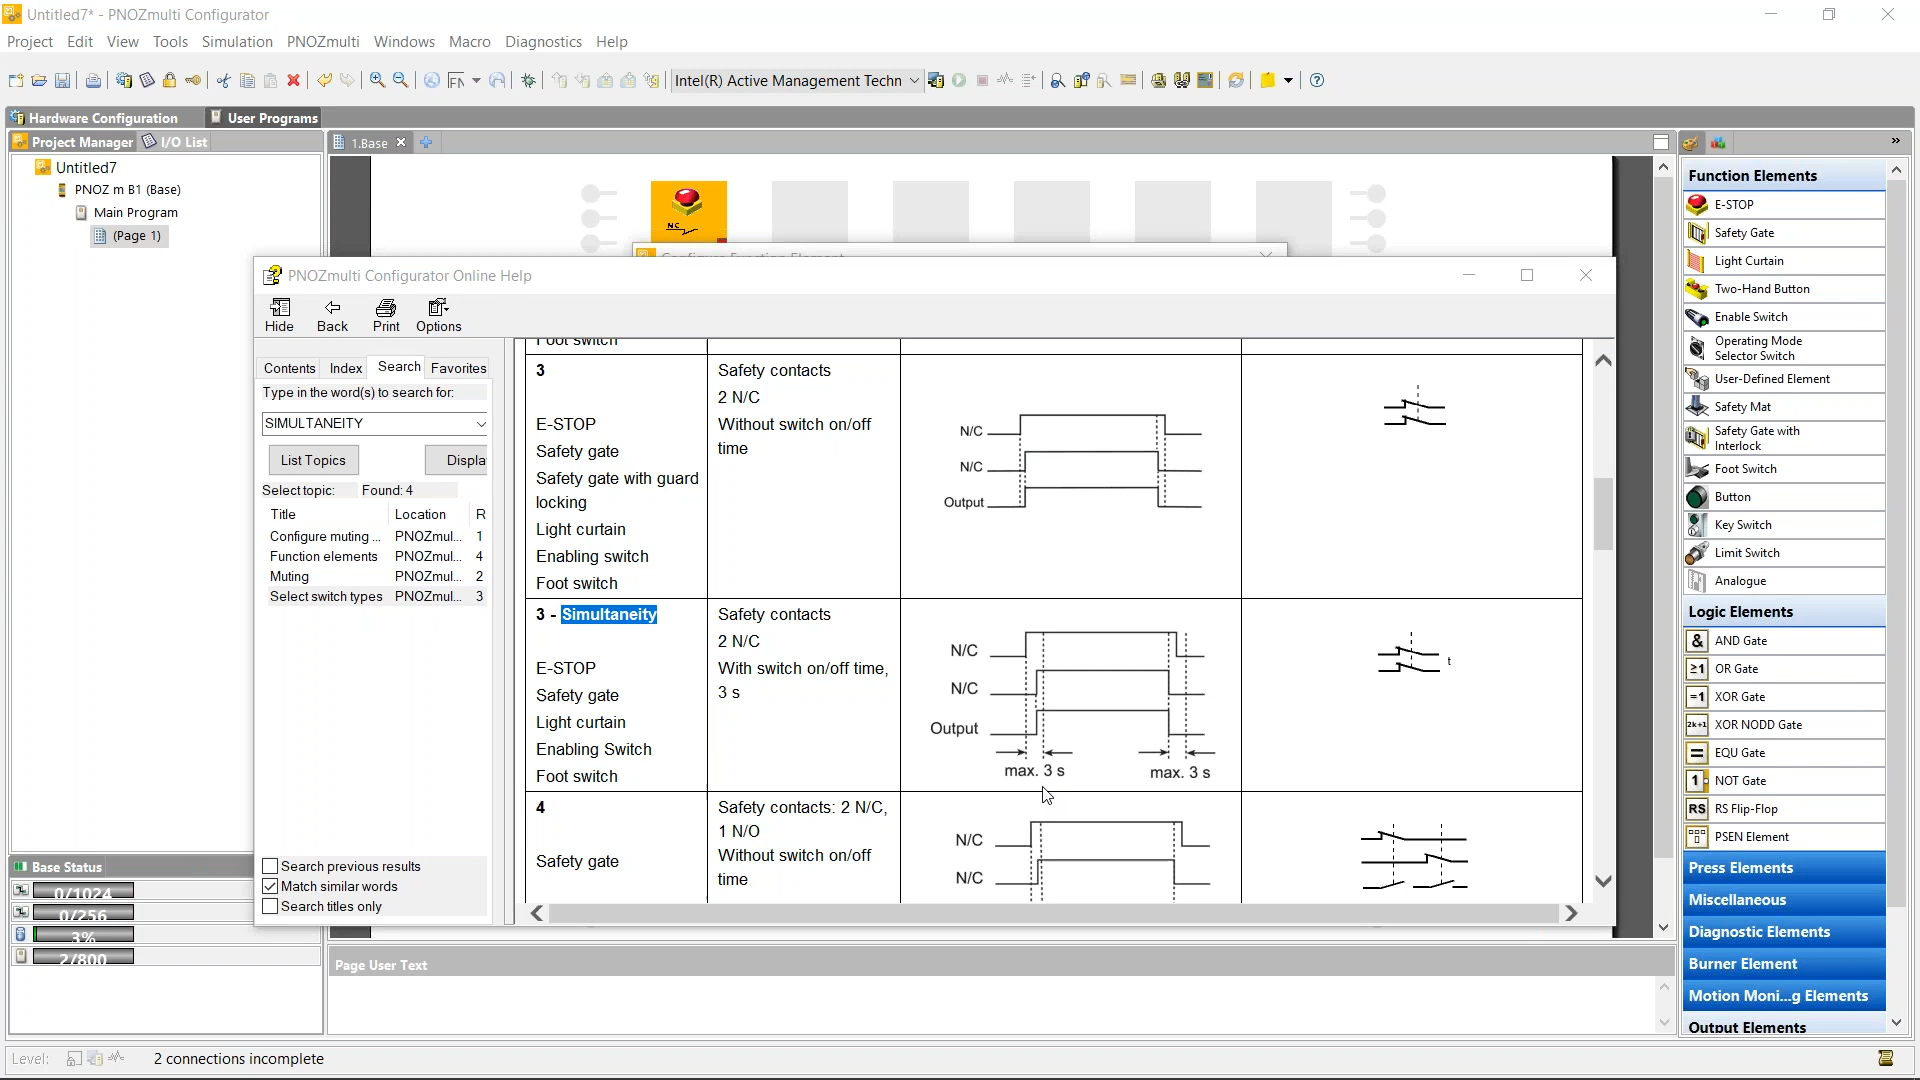 Untitled7* - PNOZmulti Configurator
Project Edit View Tools Simulation PNOZmulti Windows Macro Diagnostics Help
Intel(R) Active Management Techn
Hardware Configuration User Programs
Project Manager I/O List
1.Base
Untitled7
PNOZ m B1 (Base)
Main Program
(Page 1)
NC
PNOZmulti Configurator Online Help
Hide Back Print Options
Contents Index Search Favorites
Type in the word(s) to search for:
SIMULTANEITY
List Topics Displa
Select topic: Found: 4
Title Location R
Configure muting ... PNOZmul... 1
Function elements PNOZmul... 4
Muting PNOZmul... 2
Select switch types PNOZmul... 3
Search previous results
Match similar words
Search titles only
Foot switch
3
E-STOP
Safety gate
Safety gate with guard
locking
Light curtain
Enabling switch
Foot switch
Safety contacts
2 N/C
Without switch on/off
time
N/C
N/C
Output
3 - Simultaneity
E-STOP
Safety gate
Light curtain
Enabling Switch
Foot switch
Safety contacts
2 N/C
With switch on/off time,
3 s
N/C
N/C
Output
max. 3 s max. 3 s
t
4
Safety gate
Safety contacts: 2 N/C,
1 N/O
Without switch on/off
time
N/C
N/C
Function Elements
E-STOP
Safety Gate
Light Curtain
Two-Hand Button
Enable Switch
Operating Mode
Selector Switch
User-Defined Element
Safety Mat
Safety Gate with
Interlock
Foot Switch
Button
Key Switch
Limit Switch
Analogue
Logic Elements
& AND Gate
≥1 OR Gate
=1 XOR Gate
2k+1 XOR NODD Gate
= EQU Gate
1 NOT Gate
RS RS Flip-Flop
PSEN Element
Press Elements
Miscellaneous
Diagnostic Elements
Burner Element
Motion Moni...g Elements
Output Elements
Base Status
0/1024
0/256
3%
2/800
Page User Text
Level: 2 connections incomplete